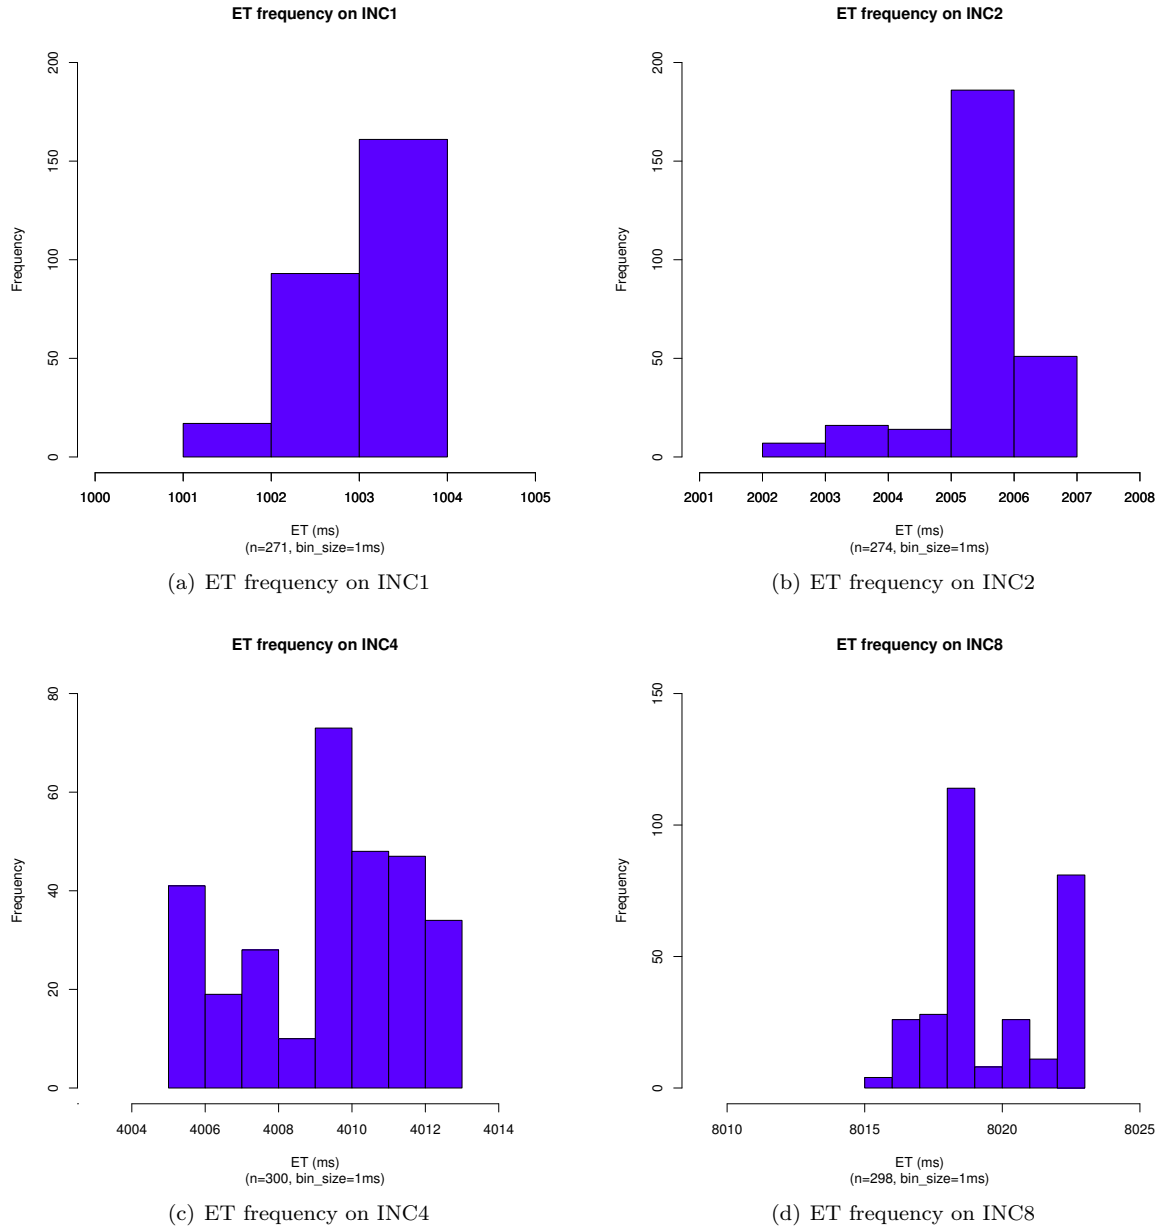 ET frequency on INC1
Frequency
0
50
100
150
200
1000 1001 1002 1003 1004 1005
ET (ms)
(n=271, bin_size=1ms)
(a) ET frequency on INC1
ET frequency on INC2
Frequency
0
50
100
150
200
2001 2002 2003 2004 2005 2006 2007 2008
ET (ms)
(n=274, bin_size=1ms)
(b) ET frequency on INC2
ET frequency on INC4
Frequency
0
20
40
60
80
4004 4006 4008 4010 4012 4014
ET (ms)
(n=300, bin_size=1ms)
(c) ET frequency on INC4
ET frequency on INC8
Frequency
0
50
100
150
8010 8015 8020 8025
ET (ms)
(n=298, bin_size=1ms)
(d) ET frequency on INC8